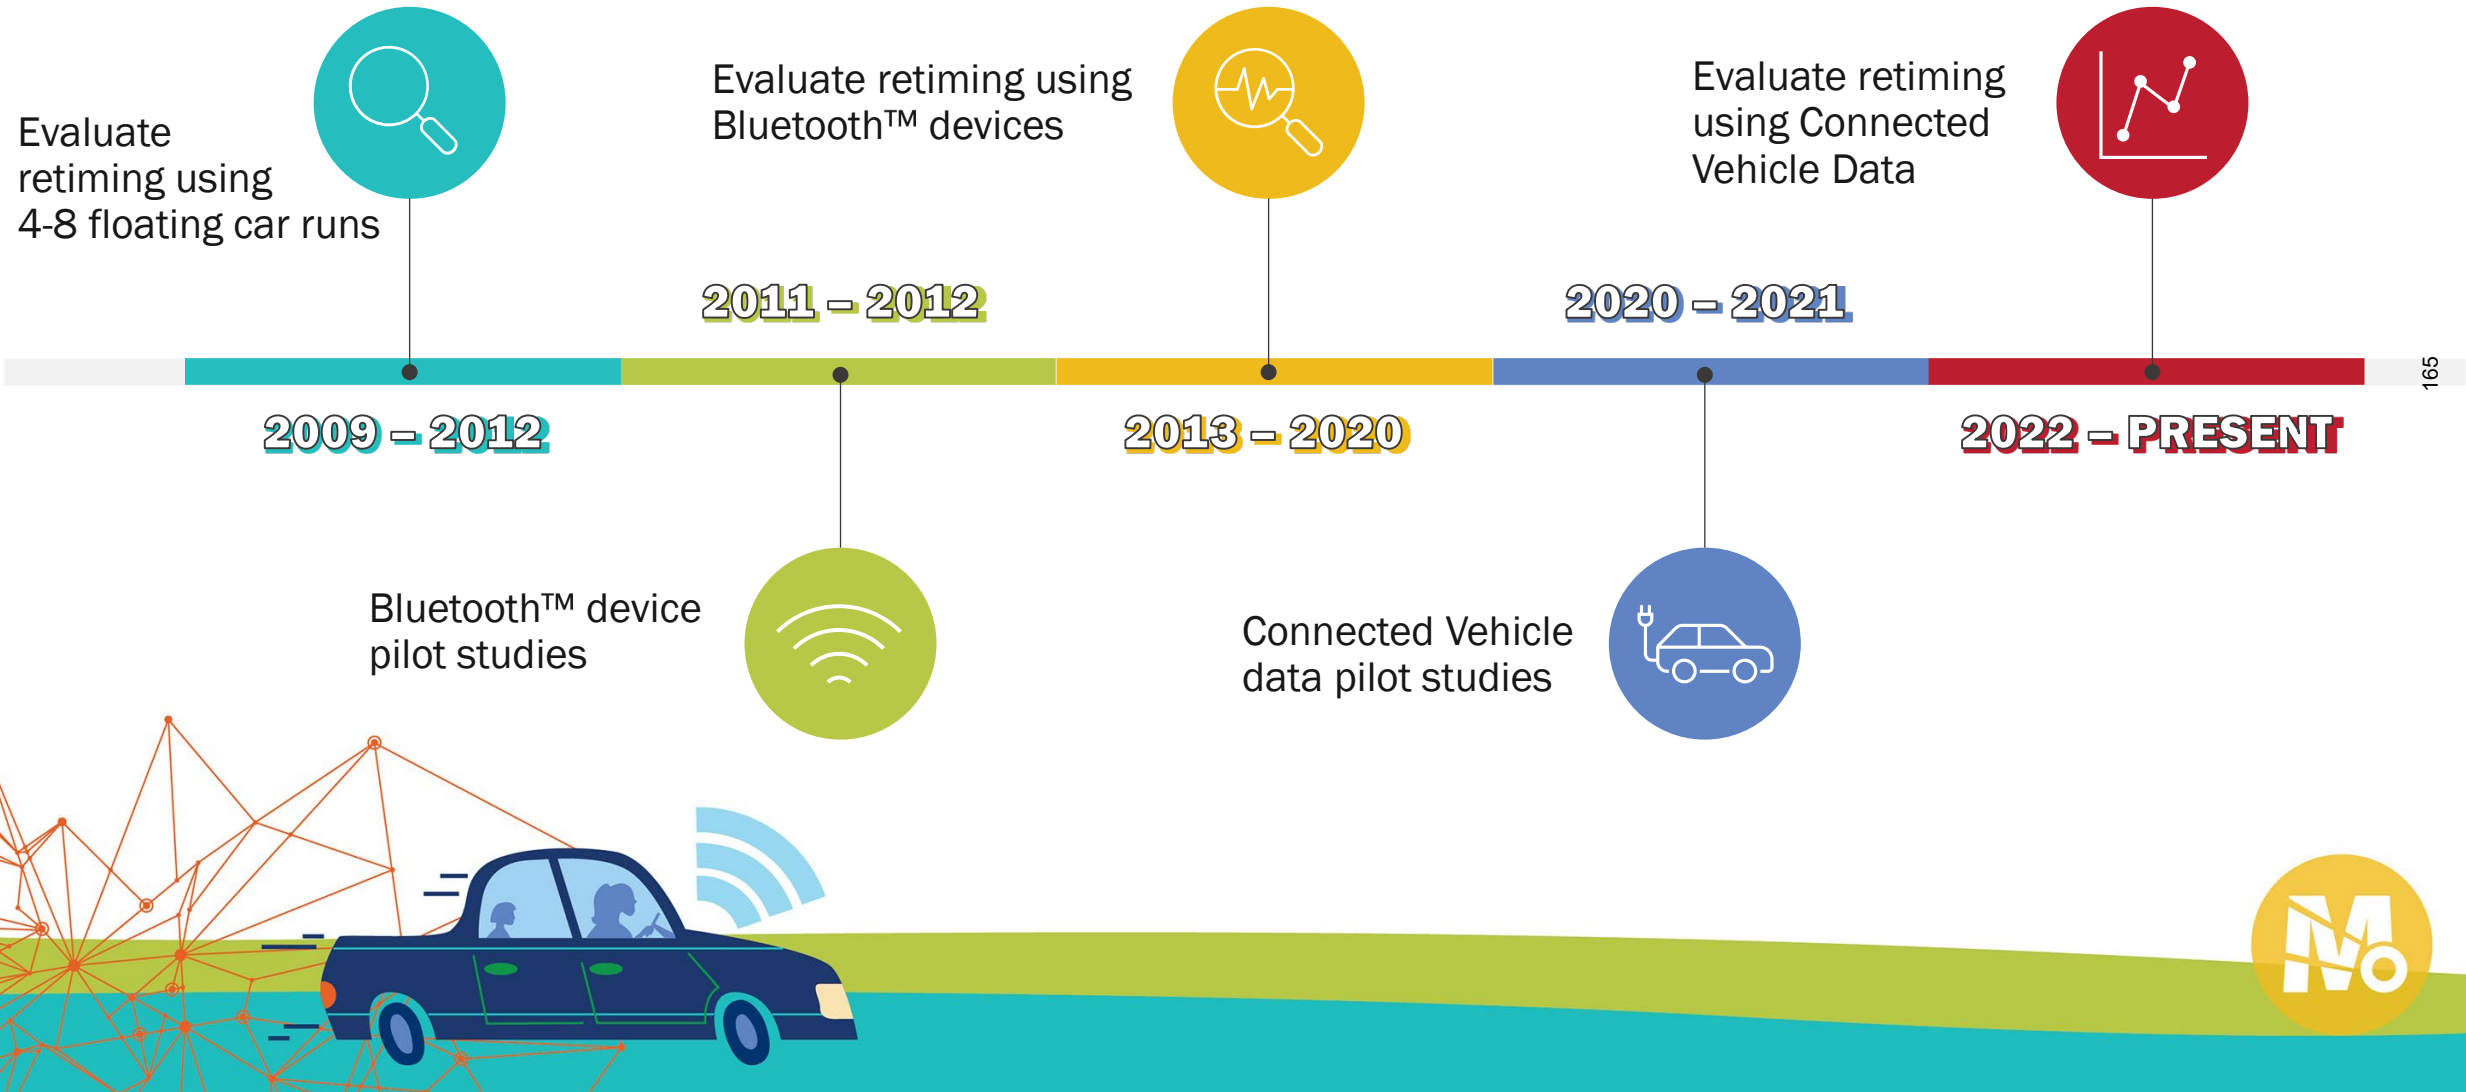 Evaluate
retiming using
4-8 floating car runs
2009 – 2012
2011 – 2012
Bluetooth™ device
pilot studies
Evaluate retiming using
Bluetooth™ devices
2013 – 2020
2020 – 2021
Connected Vehicle
data pilot studies
Evaluate retiming
using Connected
Vehicle Data
2022 – PRESENT
165
Mo